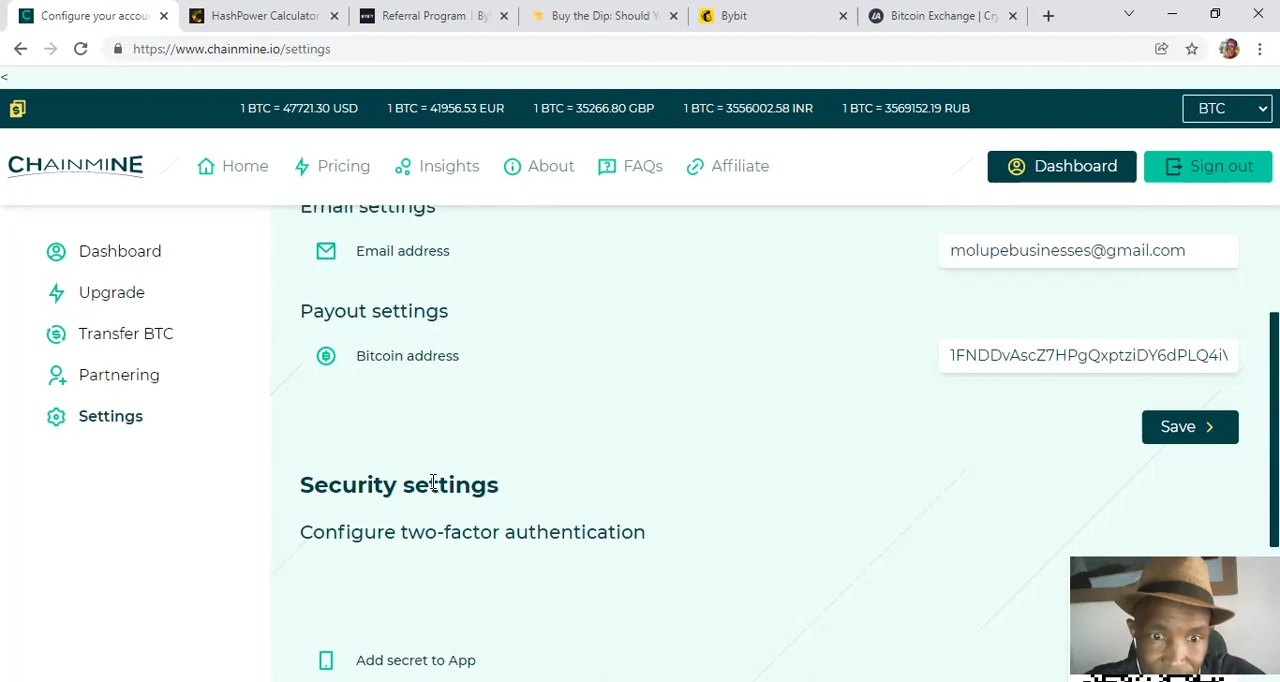 Configure your accou
HashPower Calculator
Referral Program | Byl
Buy the Dip: Should Y
Bybit
Bitcoin Exchange | Cry
https://www.chainmine.io/settings
<
1 BTC = 47721.30 USD
1 BTC = 41956.53 EUR
1 BTC = 35266.80 GBP
1 BTC = 3556002.58 INR
1 BTC = 3569152.19 RUB
BTC
CHAINMINE
Home
Pricing
Insights
About
FAQs
Affiliate
Dashboard
Sign out
Dashboard
Upgrade
Transfer BTC
Partnering
Settings
Email settings
Email address
molupebusinesses@gmail.com
Payout settings
Bitcoin address
1FNDDvAscZ7HPgQxptziDY6dPLQ4i
Save
Security settings
Configure two-factor authentication
Add secret to App